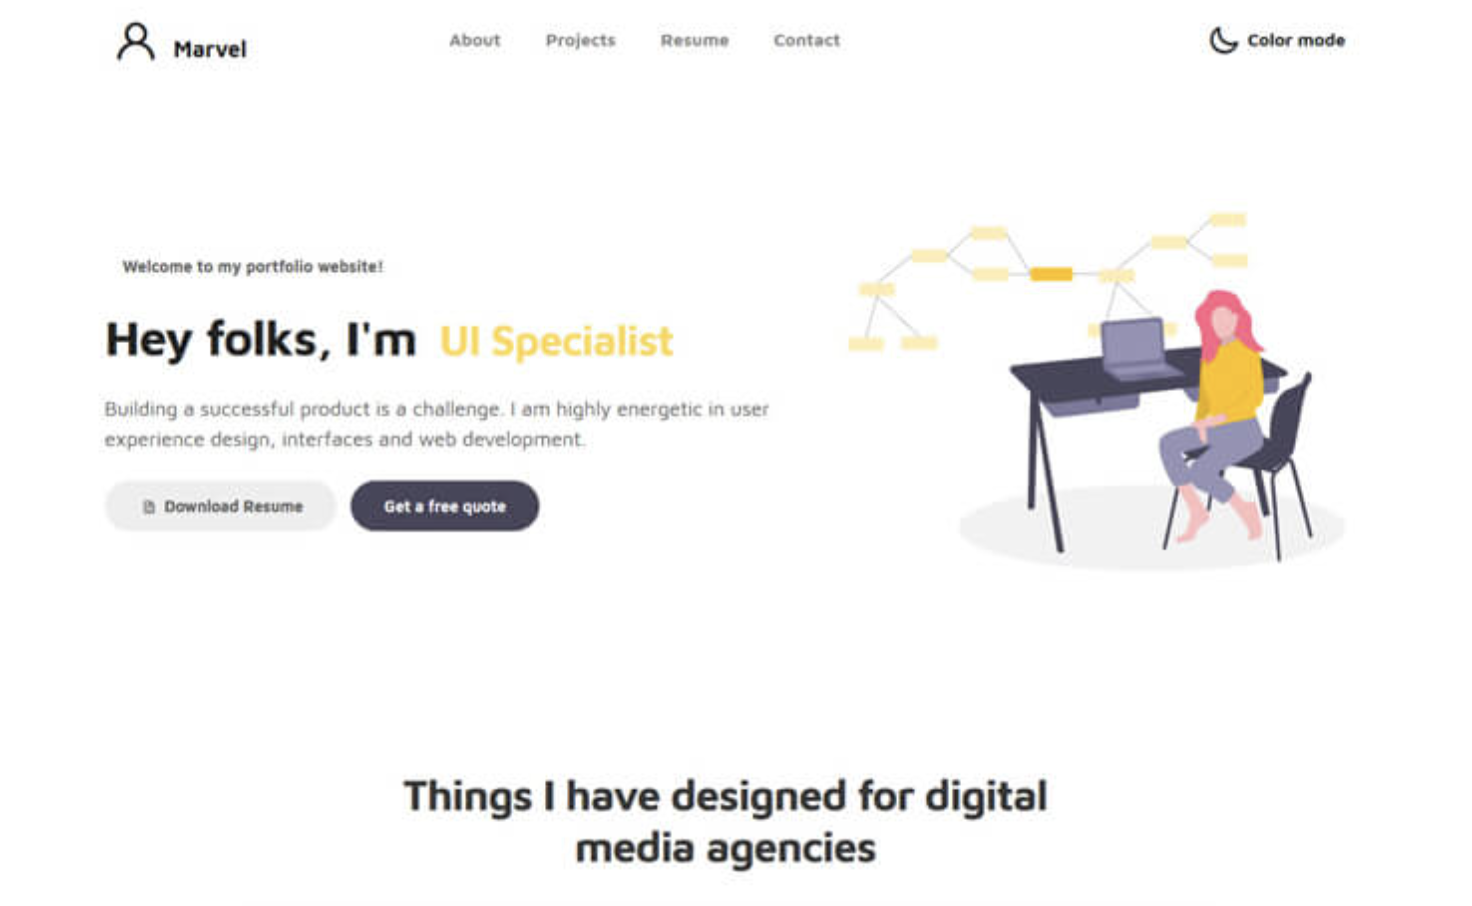 Marvel
About
Projects
Resume
Contact
Color mode
Welcome to my portfolio website!
Hey folks, I'm UI Specialist
Building a successful product is a challenge. I am highly energetic in user
experience design, interfaces and web development.
Download Resume
Get a free quote
Things I have designed for digital
media agencies